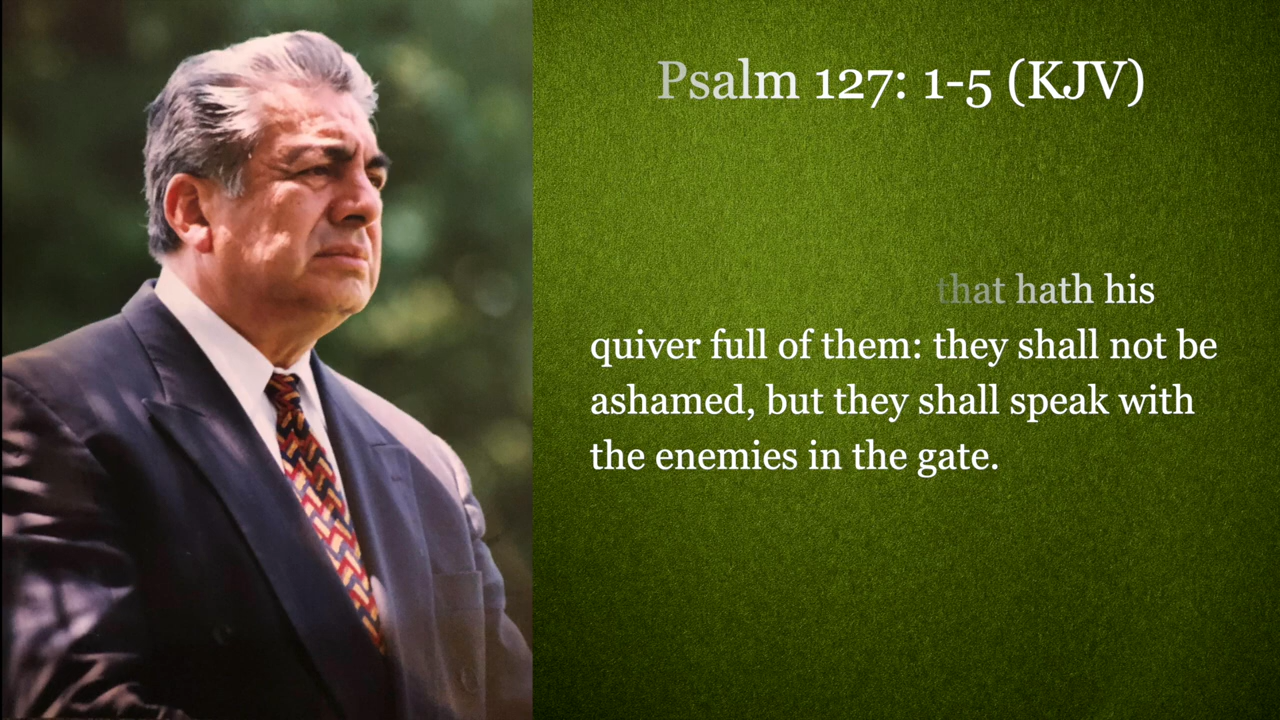 Psalm 127: 1-5 (KJV)
that hath his
quiver full of them: they shall not be
ashamed, but they shall speak with
the enemies in the gate.